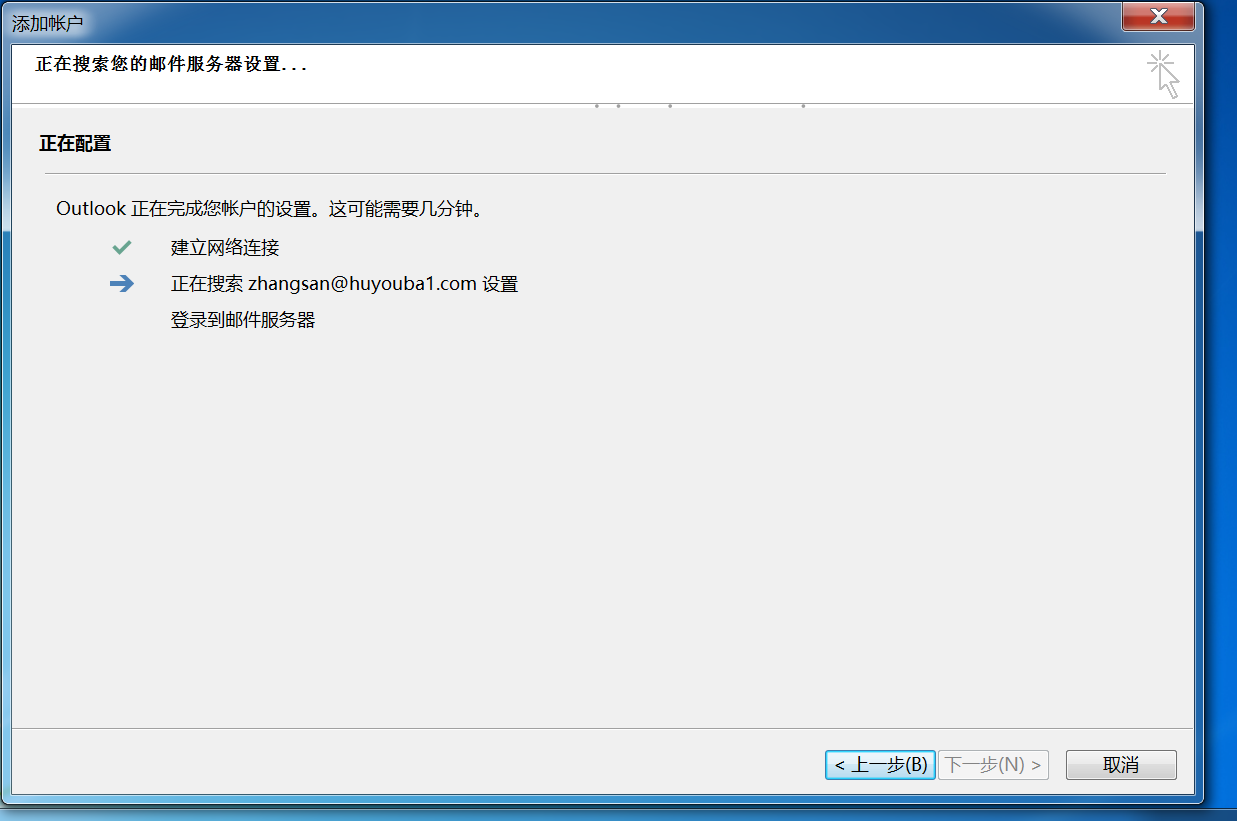 添加帐户
正在搜索您的邮件服务器设置...
正在配置
Outlook 正在完成您帐户的设置。这可能需要几分钟。
建立网络连接
正在搜索 zhangsan@huyouba1.com 设置
登录到邮件服务器
< 上一步(B) 下一步(N) > 取消